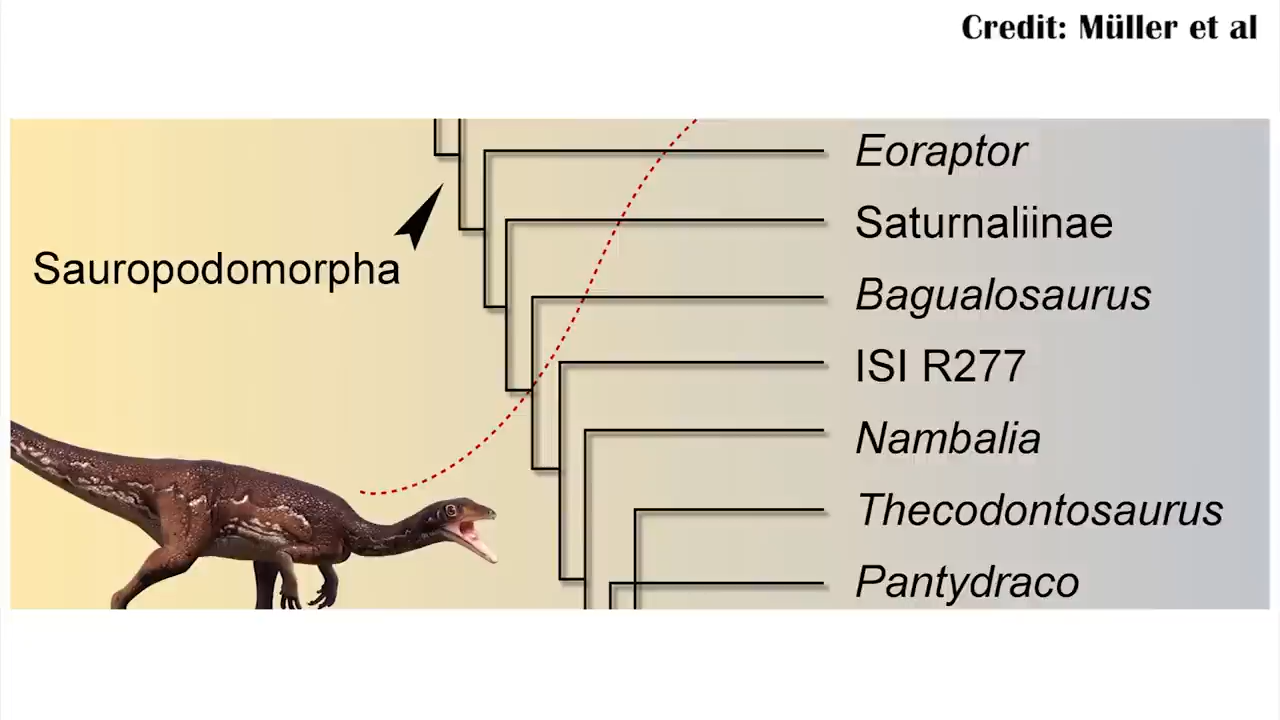 Credit: Müller et al
Eoraptor
Saturnaliinae
Sauropodomorpha
Bagualosaurus
ISI R277
Nambalia
Thecodontosaurus
Pantydraco